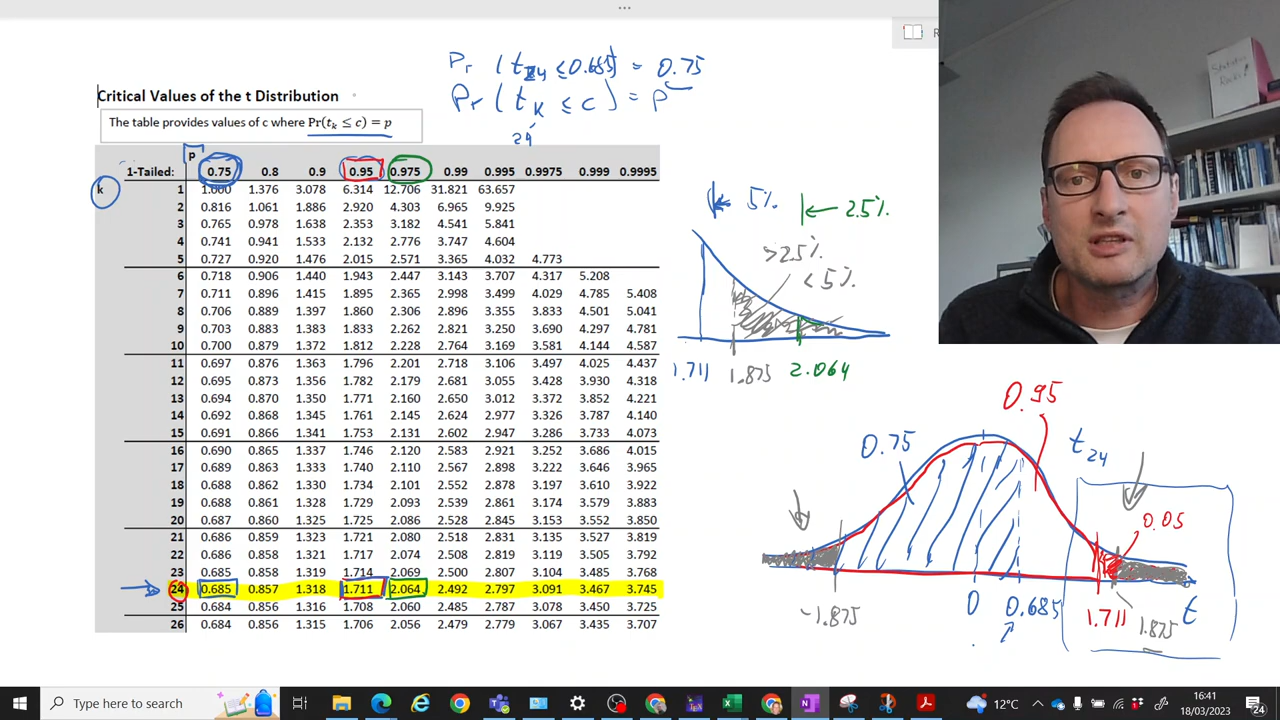 Pr (t24 ≤0.685) = 0.75
Pr (tK ≤ c) = P
24
Critical Values of the t Distribution
The table provides values of c where Pr(tk ≤ c) = p
p
1-Tailed: 0.75 0.8 0.9 0.95 0.975 0.99 0.995 0.9975 0.999 0.9995
k 1 1.000 1.376 3.078 6.314 12.706 31.821 63.657
2 0.816 1.061 1.886 2.920 4.303 6.965 9.925
3 0.765 0.978 1.638 2.353 3.182 4.541 5.841
4 0.741 0.941 1.533 2.132 2.776 3.747 4.604
5 0.727 0.920 1.476 2.015 2.571 3.365 4.032 4.773
6 0.718 0.906 1.440 1.943 2.447 3.143 3.707 4.317 5.208
7 0.711 0.896 1.415 1.895 2.365 2.998 3.499 4.029 4.785 5.408
8 0.706 0.889 1.397 1.860 2.306 2.896 3.355 3.833 4.501 5.041
9 0.703 0.883 1.383 1.833 2.262 2.821 3.250 3.690 4.297 4.781
10 0.700 0.879 1.372 1.812 2.228 2.764 3.169 3.581 4.144 4.587
11 0.697 0.876 1.363 1.796 2.201 2.718 3.106 3.497 4.025 4.437
12 0.695 0.873 1.356 1.782 2.179 2.681 3.055 3.428 3.930 4.318
13 0.694 0.870 1.350 1.771 2.160 2.650 3.012 3.372 3.852 4.221
14 0.692 0.868 1.345 1.761 2.145 2.624 2.977 3.326 3.787 4.140
15 0.691 0.866 1.341 1.753 2.131 2.602 2.947 3.286 3.733 4.073
16 0.690 0.865 1.337 1.746 2.120 2.583 2.921 3.252 3.686 4.015
17 0.689 0.863 1.333 1.740 2.110 2.567 2.898 3.222 3.646 3.965
18 0.688 0.862 1.330 1.734 2.101 2.552 2.878 3.197 3.610 3.922
19 0.688 0.861 1.328 1.729 2.093 2.539 2.861 3.174 3.579 3.883
20 0.687 0.860 1.325 1.725 2.086 2.528 2.845 3.153 3.552 3.850
21 0.686 0.859 1.323 1.721 2.080 2.518 2.831 3.135 3.527 3.819
22 0.686 0.858 1.321 1.717 2.074 2.508 2.819 3.119 3.505 3.792
23 0.685 0.858 1.319 1.714 2.069 2.500 2.807 3.104 3.485 3.768
24 0.685 0.857 1.318 1.711 2.064 2.492 2.797 3.091 3.467 3.745
25 0.684 0.856 1.316 1.708 2.060 2.485 2.787 3.078 3.450 3.725
26 0.684 0.856 1.315 1.706 2.056 2.479 2.779 3.067 3.435 3.707
5%
2.5%
>2.5%
<5%
1.711 1.875 2.064
0.95
0.75
t24
0.05
-1.875
0 0.685 1.711 1.875 t
Statistics
Rocks!
Type here to search
12°C
16:41
18/03/2023
24